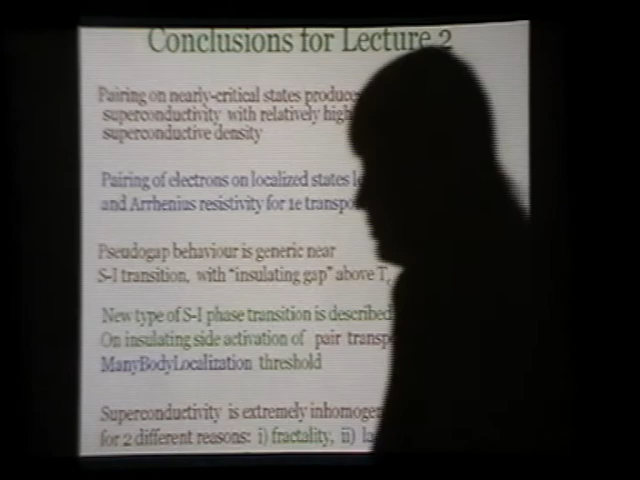 Conclusions for Lecture 2
Pairing on nearly-critical states produce
superconductivity with relatively high
superconductive density
Pairing of electrons on localized states
and Arrhenius resistivity for 1e transpo
Pseudogap behaviour is generic near
S-I transition, with "insulating gap" above Tc
New type of S-I phase transition is described
On insulating side activation of pair transp
ManyBodyLocalization threshold
Superconductivity is extremely inhomogen
for 2 different reasons: i) fractality, ii) la